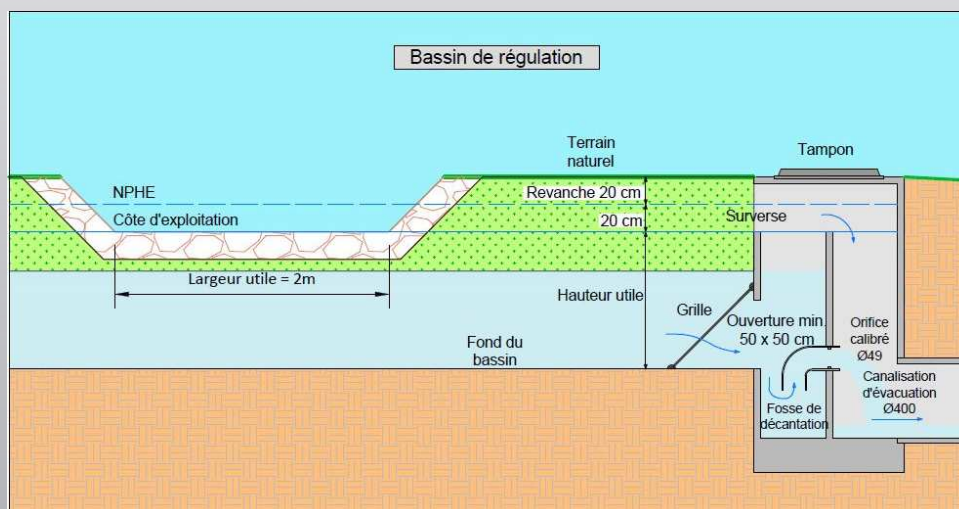 Bassin de régulation
Terrain
naturel
Tampon
NPHE
Revanche 20 cm
Côte d'exploitation
20 cm
Surverse
Largeur utile = 2m
Hauteur utile
Grille
Ouverture min.
50 x 50 cm
Orifice
calibré
Ø49
Fond du
bassin
Canalisation
d'évacuation
Ø400
Fosse de
décantation